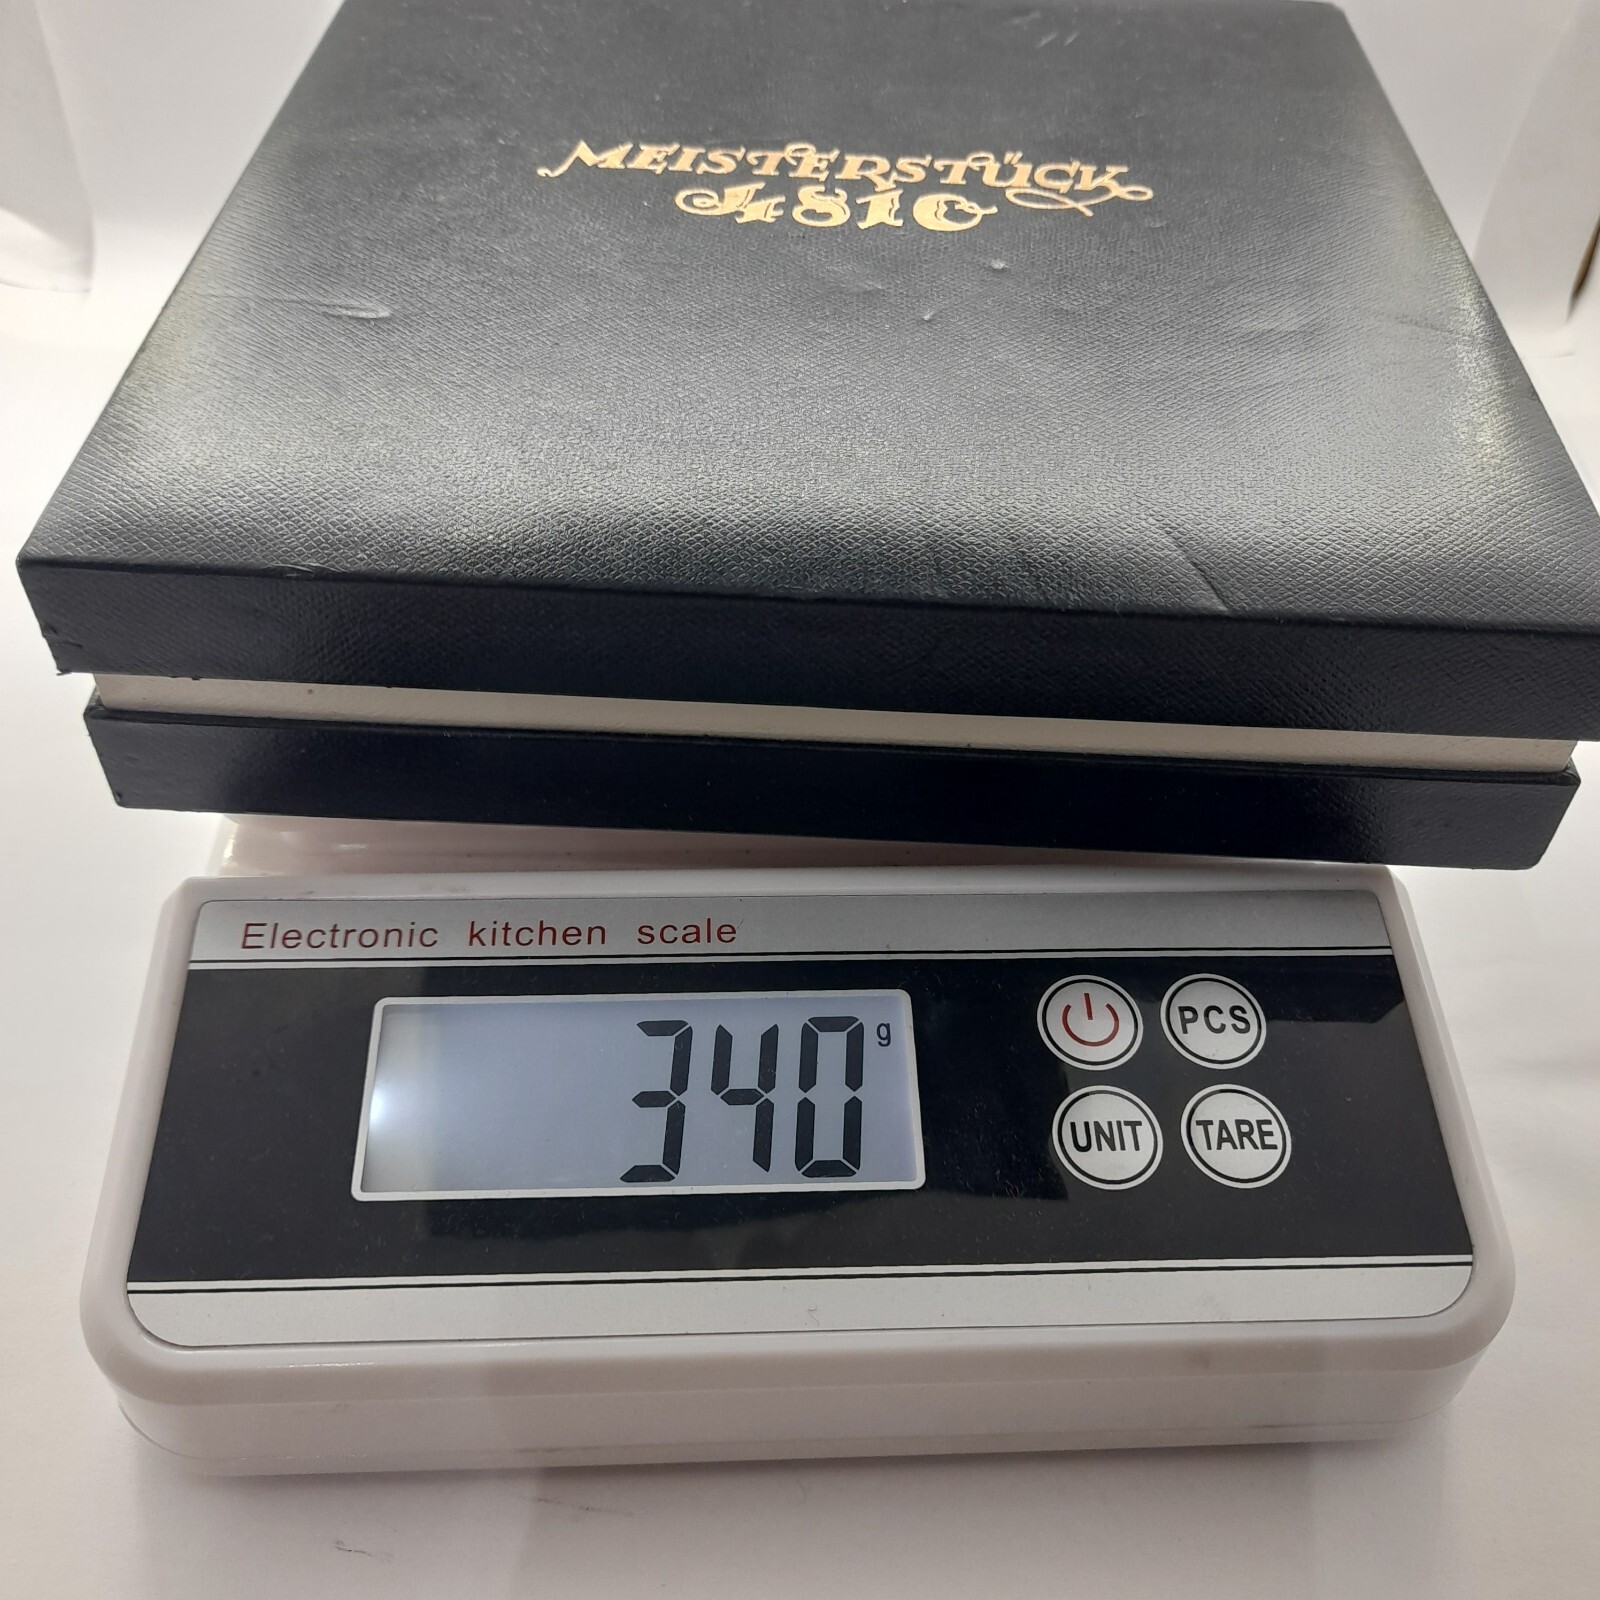 MEISTERSTÜCK
4810
Electronic kitchen scale
340 g
PCS
UNIT
TARE